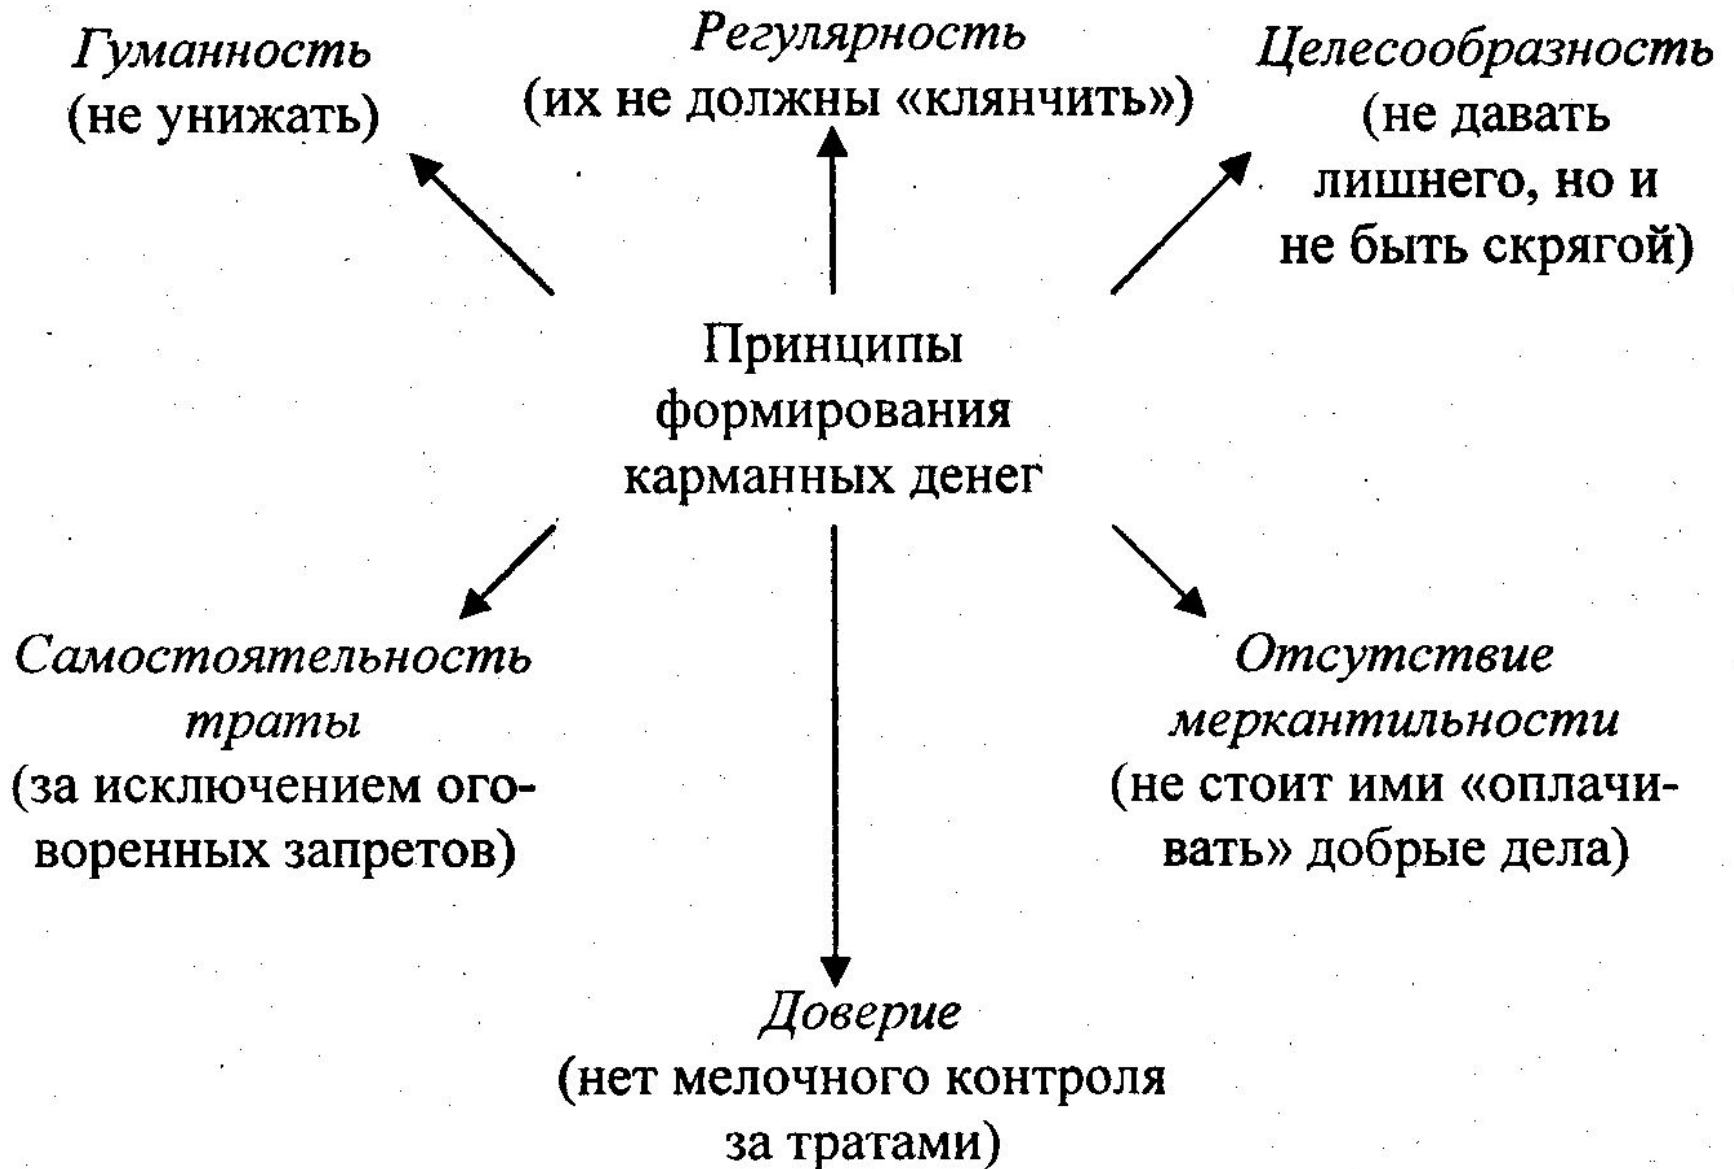 Гуманность
(не унижать)
Регулярность
(их не должны «клянчить»)
Целесообразность
(не давать
лишнего, но и
не быть скрягой)
Принципы
формирования
карманных денег
Самостоятельность
траты
(за исключением ого-
воренных запретов)
Доверие
(нет мелочного контроля
за тратами)
Отсутствие
меркантильности
(не стоит ими «оплачи-
вать» добрые дела)